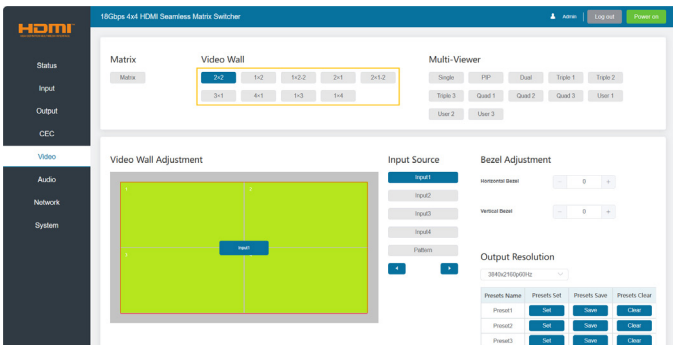 HDMI
18Gbps 4x4 HDMI Seamless Matrix Switcher
Admin
Log out
Power on
Status
Input
Output
CEC
Video
Audio
Network
System
Matrix
Matrix
Video Wall
2×2 1×2 1×2-2 2×1 2×1-2
3×1 4×1 1×3 1×4
Multi-Viewer
Single PIP Dual Triple 1 Triple 2
Triple 3 Quad 1 Quad 2 Quad 3 User 1
User 2 User 3
Video Wall Adjustment
1 2
3
Input1
Input Source
Input1
Input2
Input3
Input4
Pattern
Bezel Adjustment
Horizontal Bezel − 0 +
Vertical Bezel − 0 +
Output Resolution
3840x2160p60Hz
Presets Name Presets Set Presets Save Presets Clear
Preset1 Set Save Clear
Preset2 Set Save Clear
Preset3 Set Save Clear